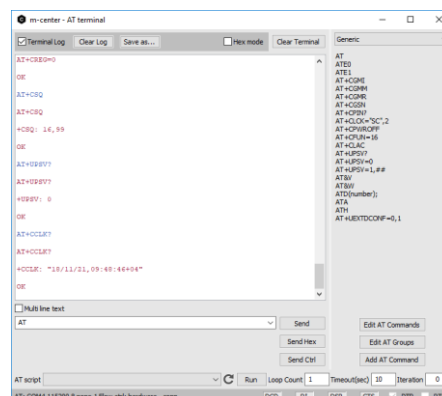 m-center - AT terminal
Terminal Log Clear Log Save as... Hex mode Clear Terminal
AT+CREG=0
OK
AT+CSQ
AT+CSQ
+CSQ: 16,99
OK
AT+UPSV?
AT+UPSV?
+UPSV: 0
OK
AT+CCLK?
AT+CCLK?
+CCLK: "18/11/21,09:48:46+04"
OK
Generic
AT
ATE0
ATE1
AT+CGMI
AT+CGMM
AT+CGMR
AT+CGSN
AT+CPIN?
AT+CLCK="SC",2
AT+CPWROFF
AT+CFUN=16
AT+CLAC
AT+UPSV?
AT+UPSV=0
AT+UPSV=1,##
AT&V
AT&W
ATD(number);
ATA
ATH
AT+UEXTDCONF=0,1
Multi line text
AT
Send
Send Hex
Send Ctrl
Edit AT Commands
Edit AT Groups
Add AT Command
AT script Run Loop Count 1 Timeout(sec) 10 Iteration 0